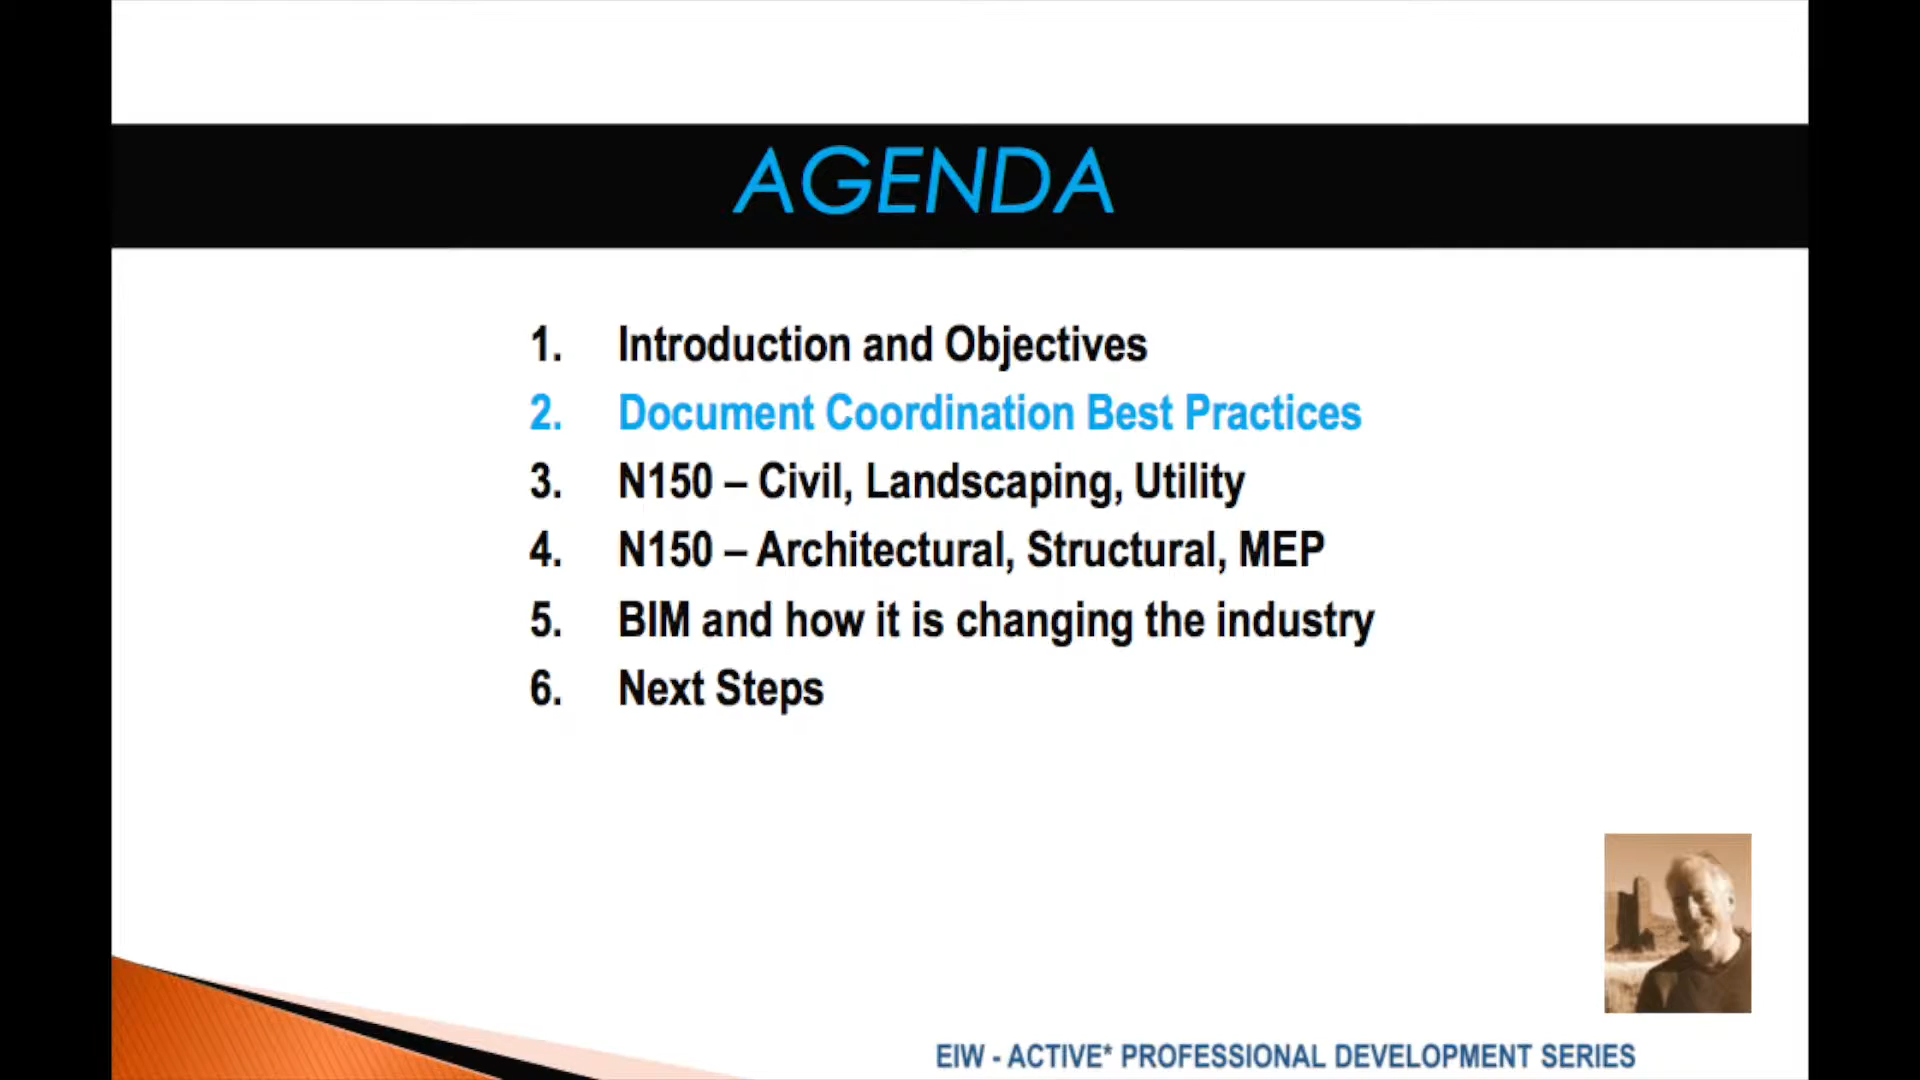 AGENDA
1. Introduction and Objectives
2. Document Coordination Best Practices
3. N150 – Civil, Landscaping, Utility
4. N150 – Architectural, Structural, MEP
5. BIM and how it is changing the industry
6. Next Steps
EIW - ACTIVE* PROFESSIONAL DEVELOPMENT SERIES